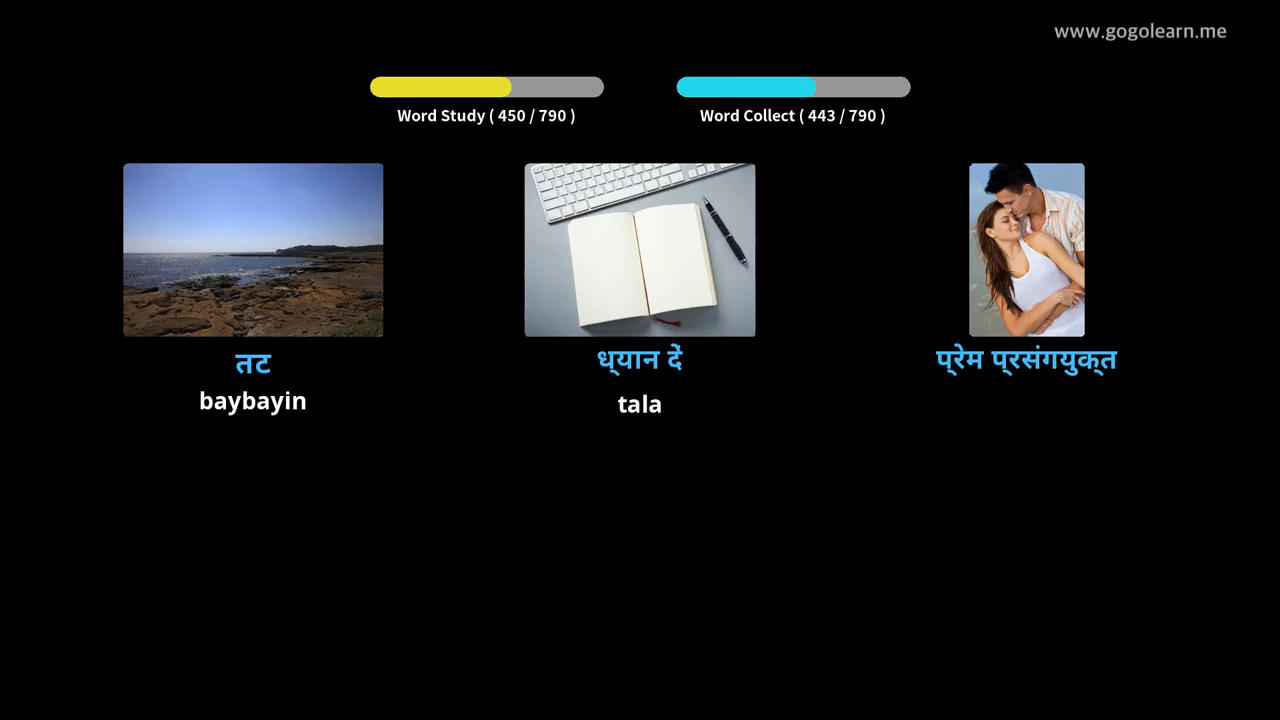 www.gogolearn.me
Word Study ( 450 / 790 )
Word Collect ( 443 / 790 )
तट
ध्यान दें
प्रेम प्रसंगयुक्त
baybayin
tala